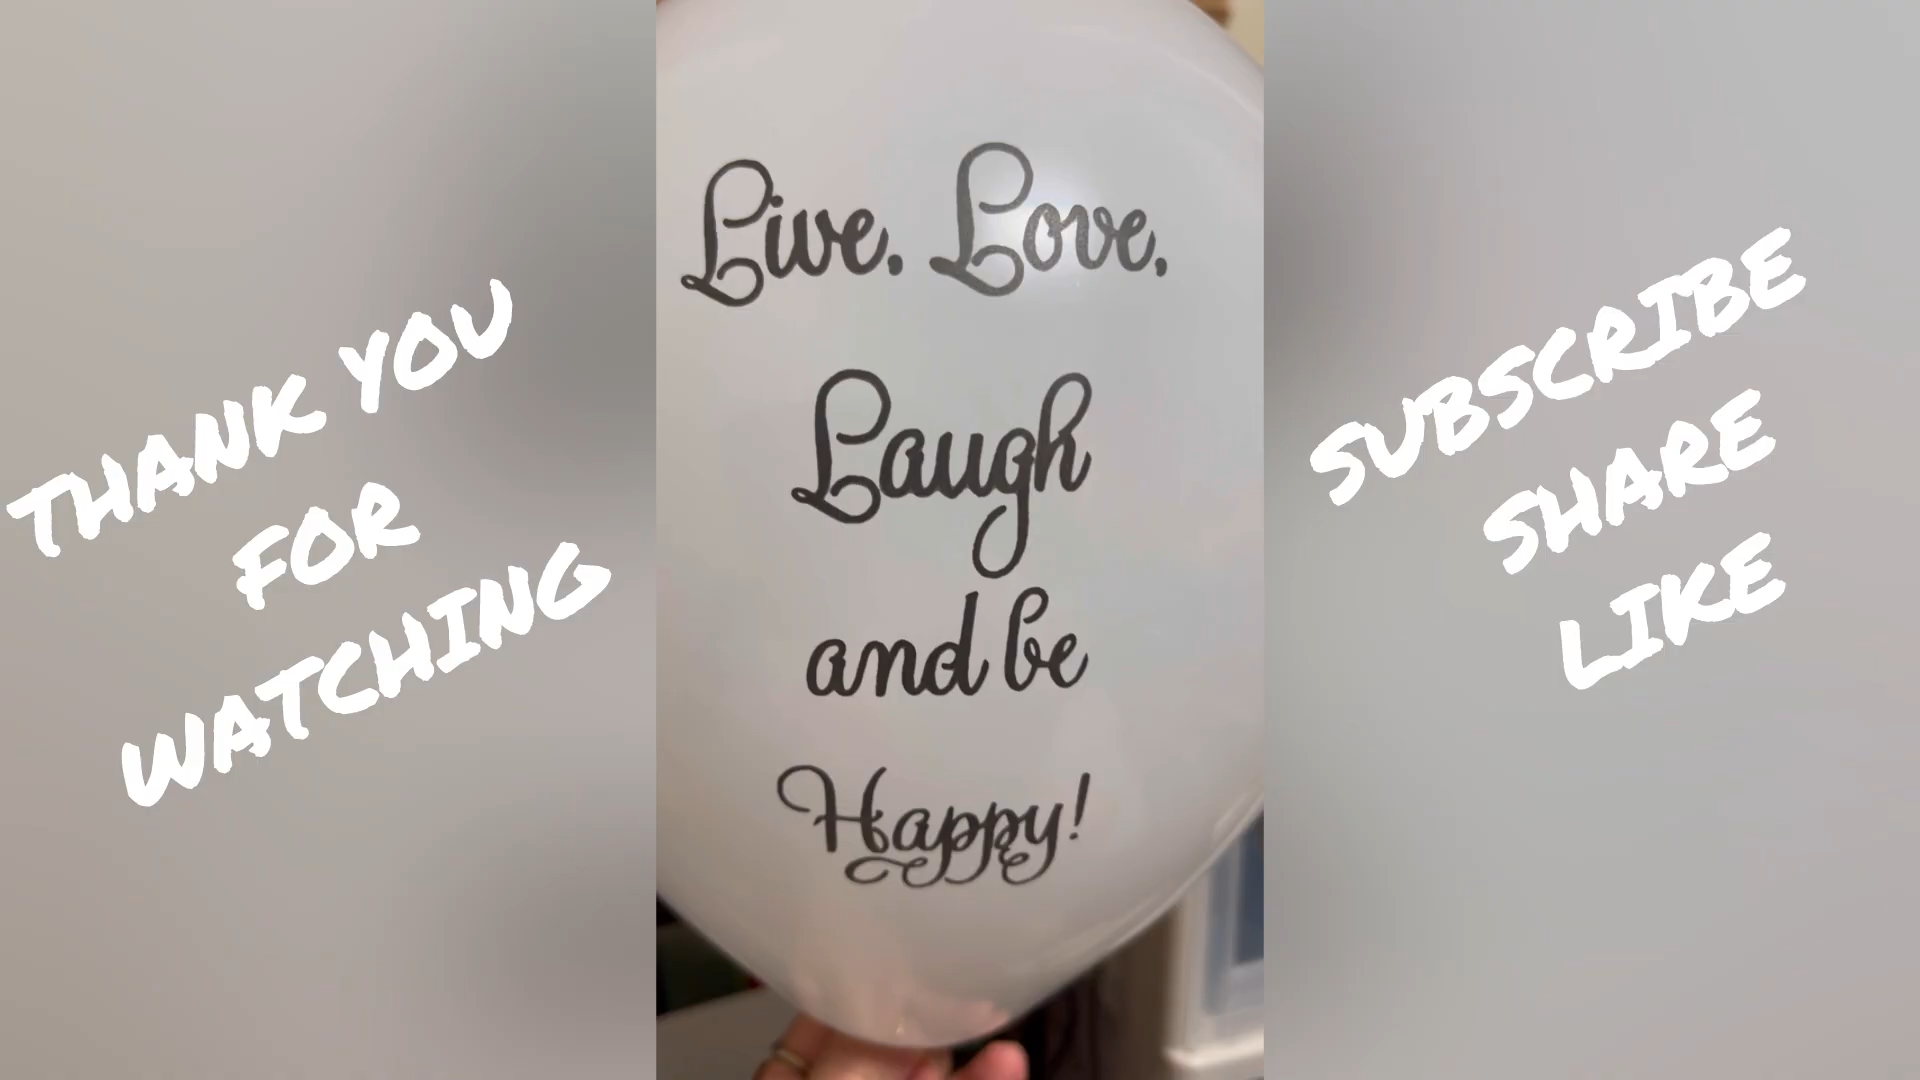 THANK YOU
FOR
WATCHING
Live. Love.
Laugh
and be
Happy!
SUBSCRIBE
SHARE
LIKE